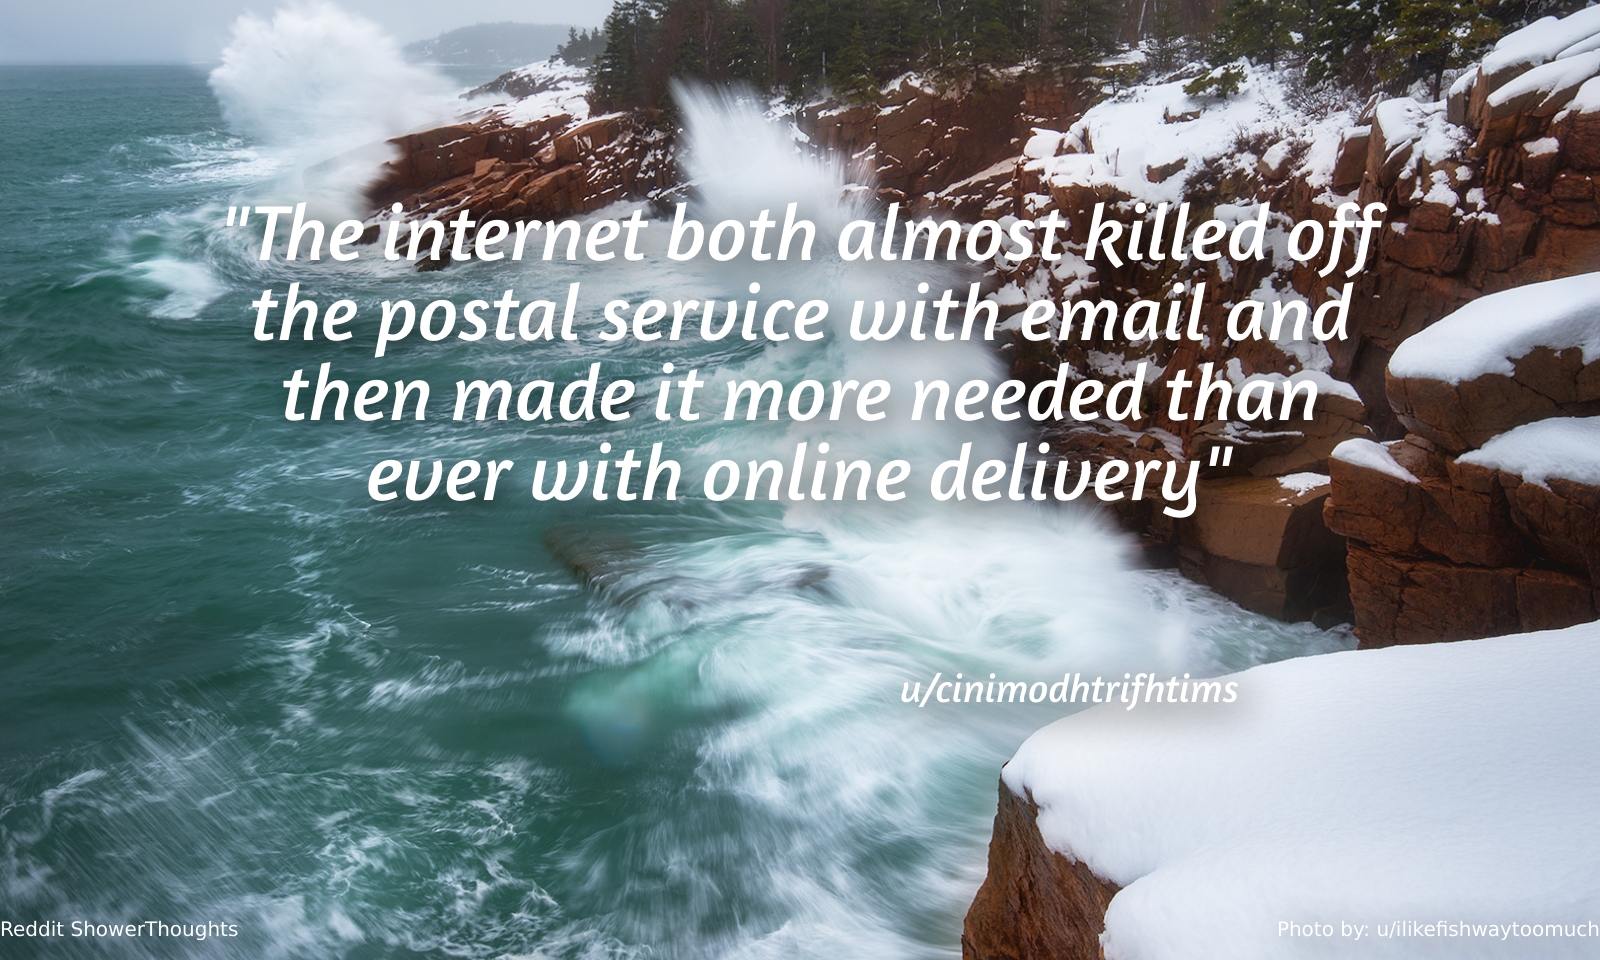 "The internet both almost killed off
the postal service with email and
then made it more needed than
ever with online delivery"
u/cinimodhtrifhtims
Reddit ShowerThoughts
Photo by: u/ilikefishwaytoomuch